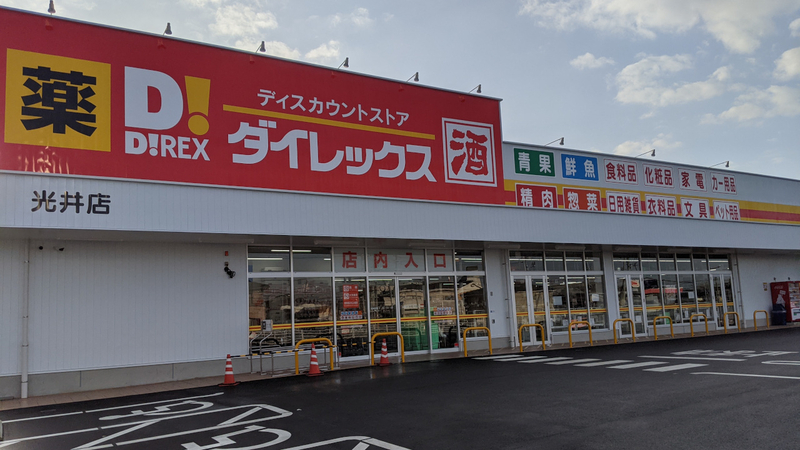 薬
D!
D!REX
ディスカウントストア
ダイレックス
酒
光井店
青果 鮮魚 食料品 化粧品 家電 カー用品
精肉 惣菜 日用雑貨 衣料品 文具 ペット用品
店内入口